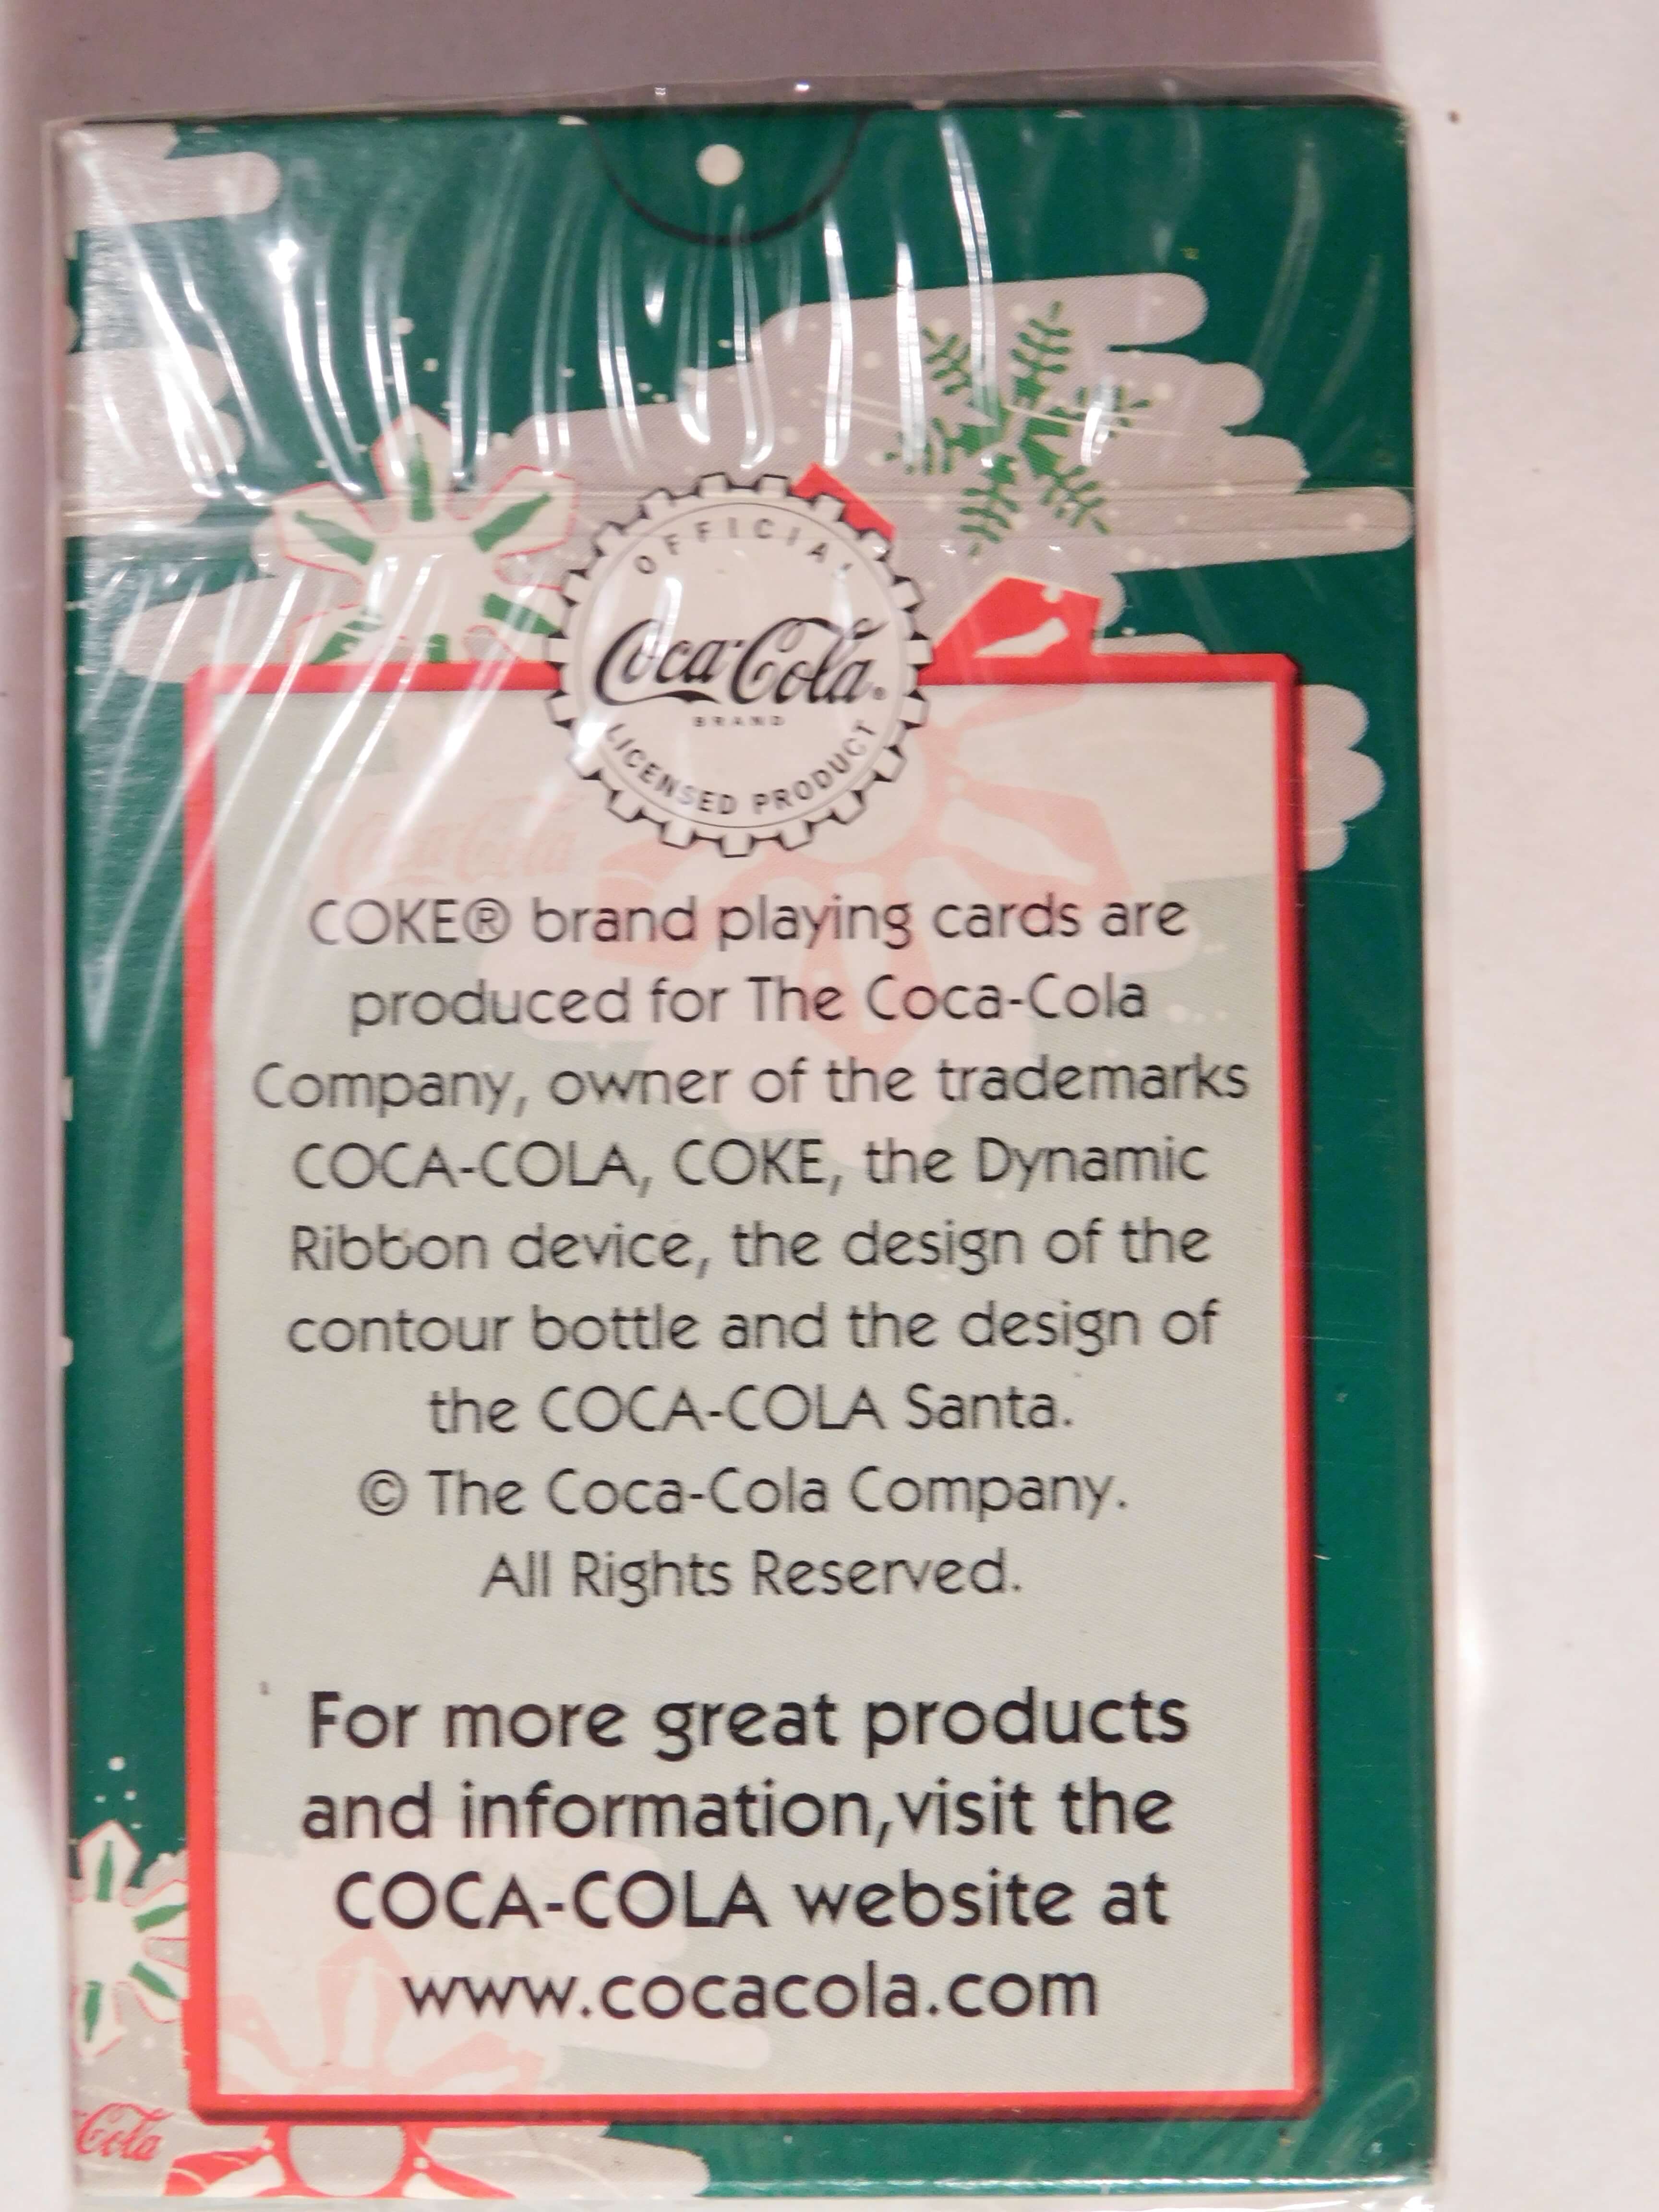 OFFICIAL
Coca-Cola®
BRAND
LICENSED PRODUCT
Coca-Cola
COKE® brand playing cards are
produced for The Coca-Cola
Company, owner of the trademarks
COCA-COLA, COKE, the Dynamic
Ribbon device, the design of the
contour bottle and the design of
the COCA-COLA Santa.
© The Coca-Cola Company.
All Rights Reserved.
For more great products
and information,visit the
COCA-COLA website at
www.cocacola.com
Cola